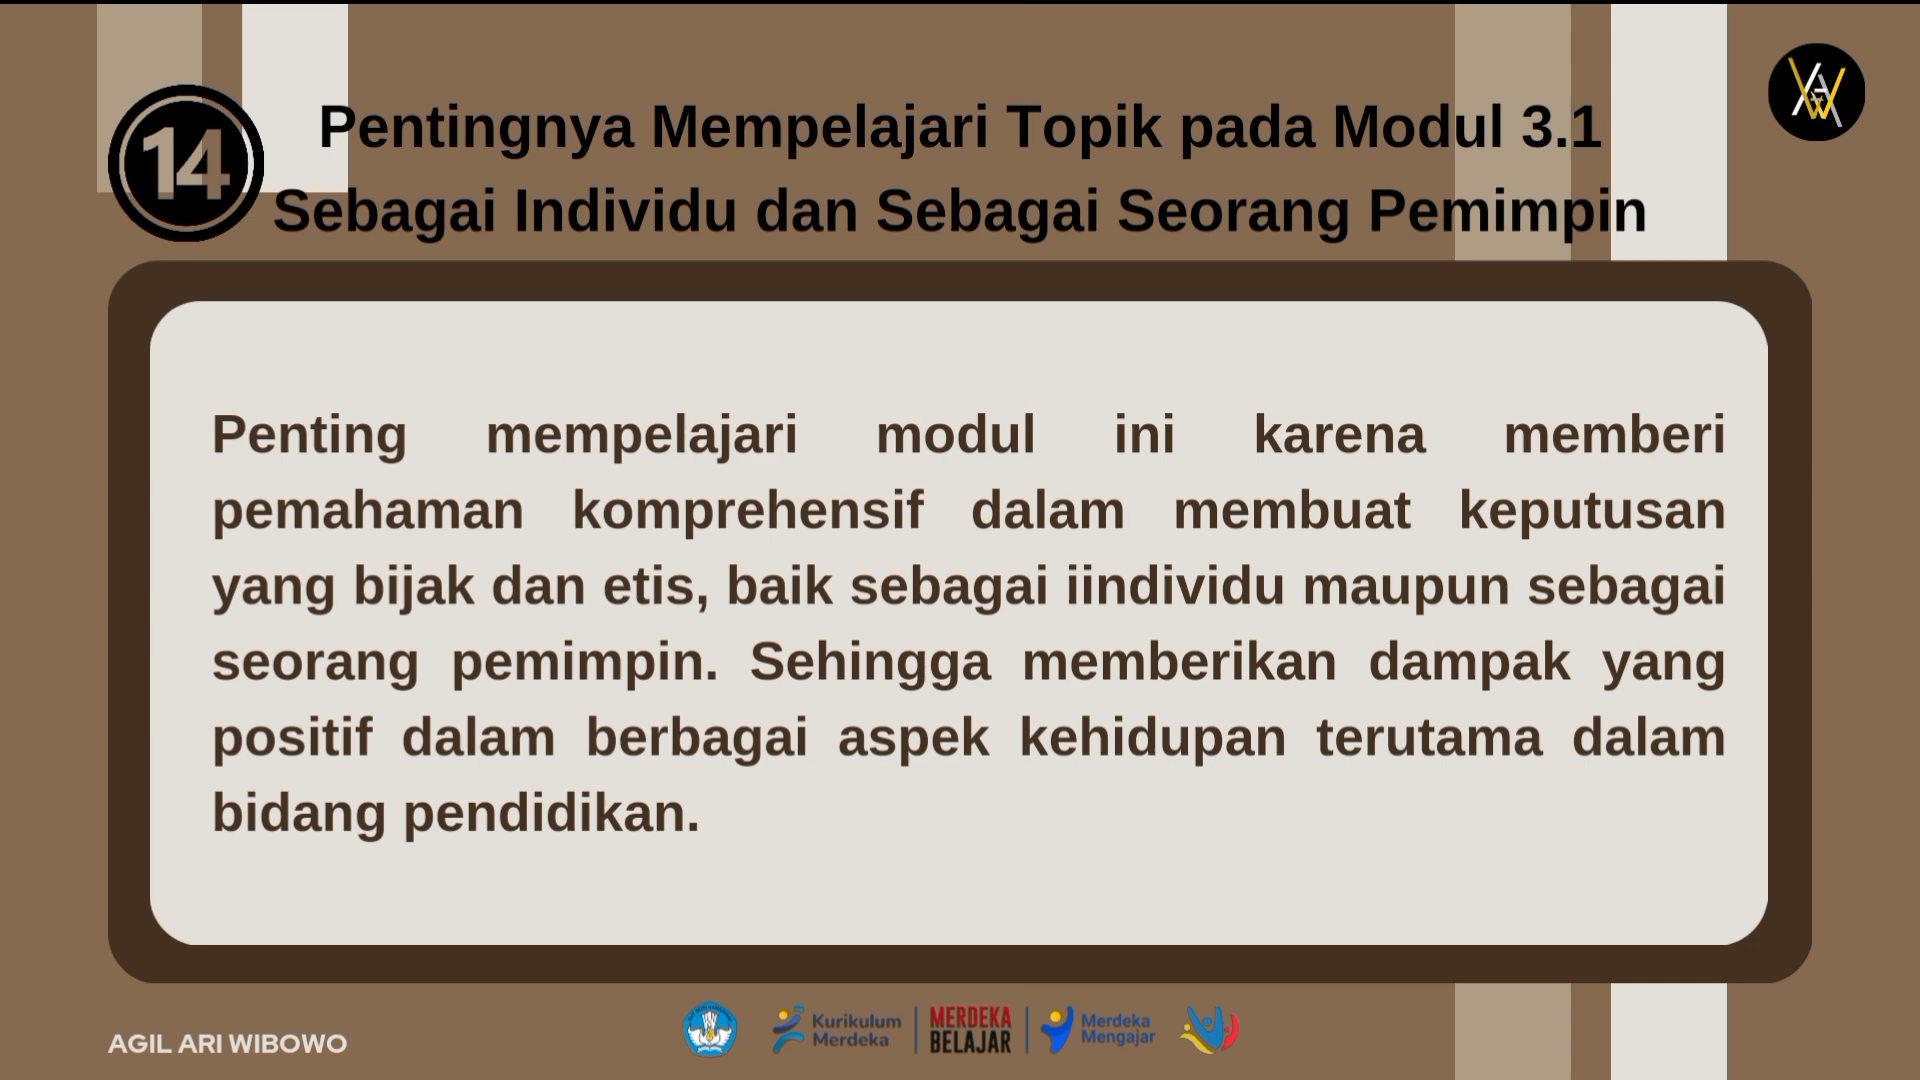 14
Pentingnya Mempelajari Topik pada Modul 3.1
Sebagai Individu dan Sebagai Seorang Pemimpin
Penting mempelajari modul ini karena memberi
pemahaman komprehensif dalam membuat keputusan
yang bijak dan etis, baik sebagai iindividu maupun sebagai
seorang pemimpin. Sehingga memberikan dampak yang
positif dalam berbagai aspek kehidupan terutama dalam
bidang pendidikan.
AGIL ARI WIBOWO
Kurikulum
Merdeka
MERDEKA
BELAJAR
Merdeka
Mengajar